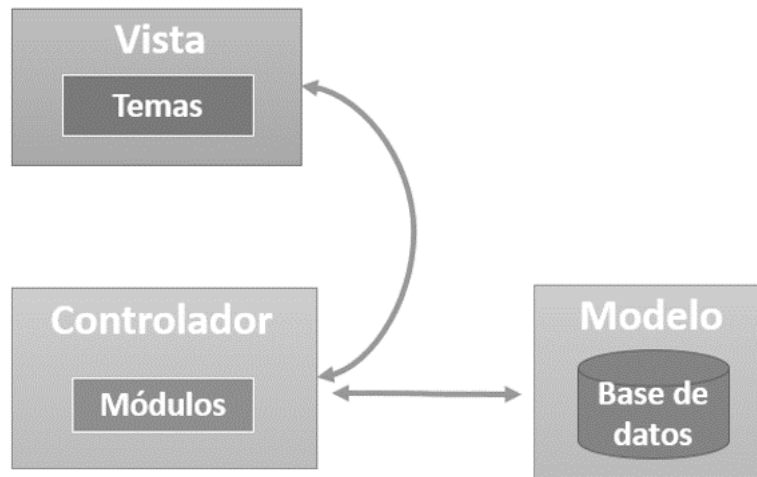 Vista
Temas
Controlador
Módulos
Modelo
Base de
datos